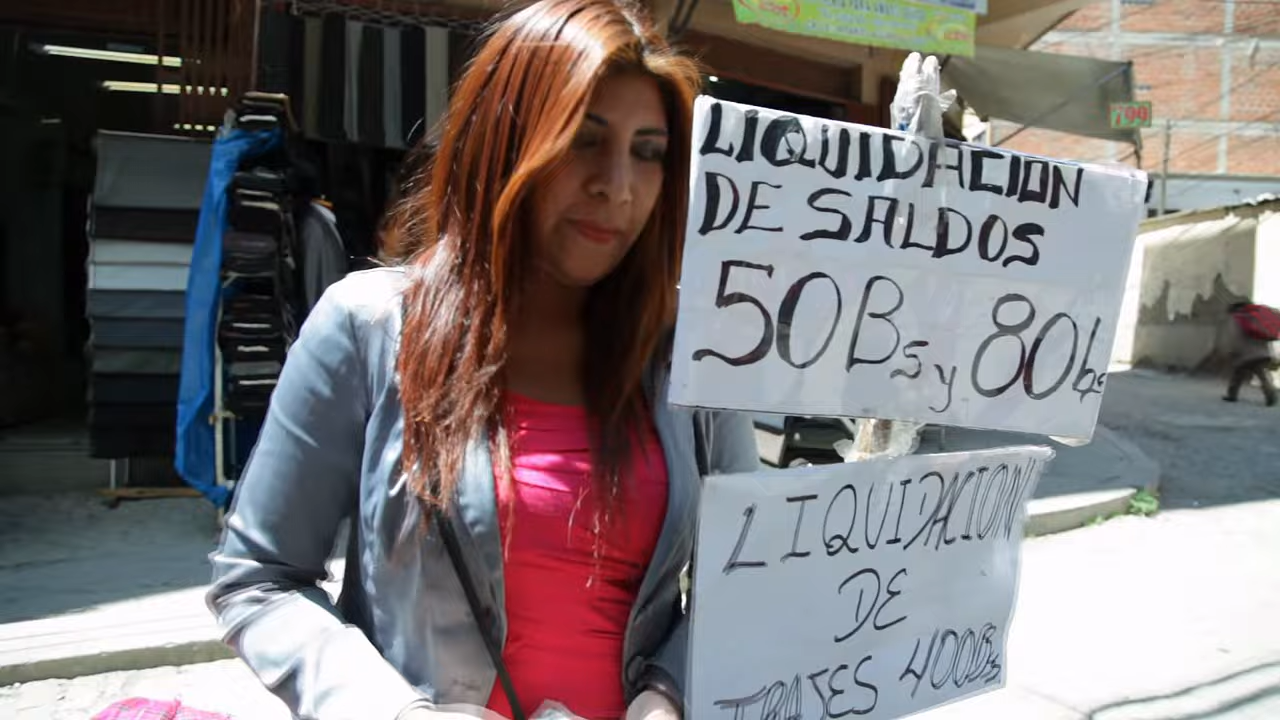 LIQUIDACION
DE SALDOS
50Bs y 80bs
LIQUIDACION
DE
TRAJES 400Bs